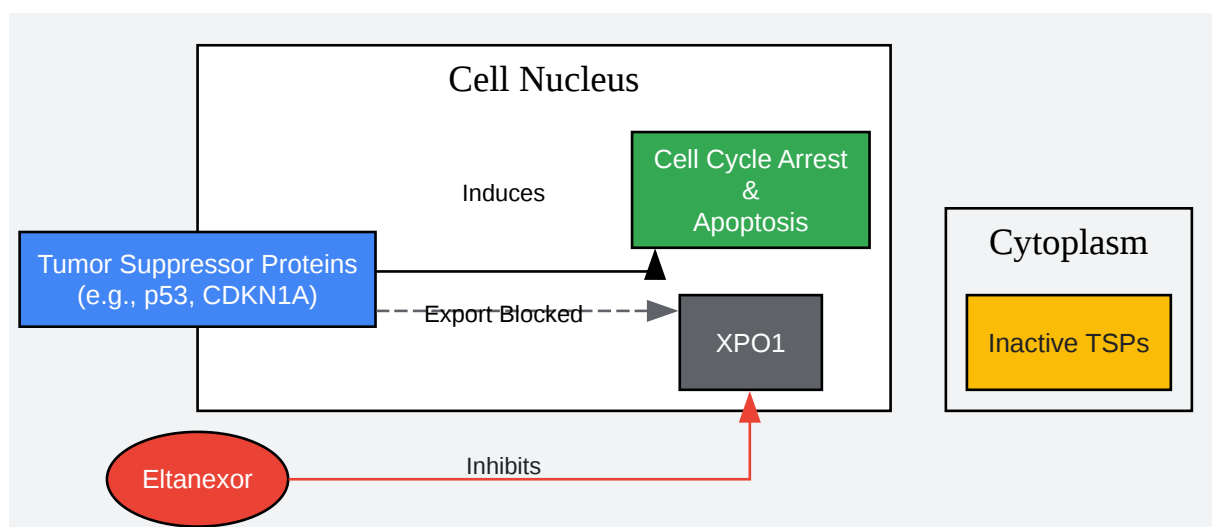 Cell Nucleus
Cell Cycle Arrest
&
Apoptosis
Induces
Tumor Suppressor Proteins
(e.g., p53, CDKN1A)
Export Blocked
XPO1
Cytoplasm
Inactive TSPs
Eltanexor
Inhibits